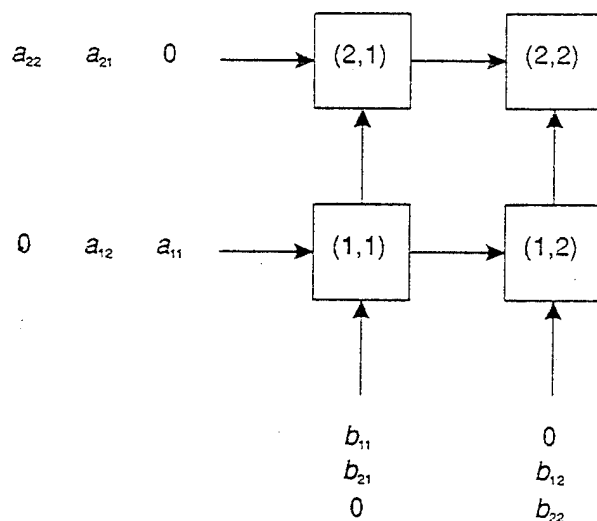 a₂₂ a₂₁ 0 (2,1) (2,2)
0 a₁₂ a₁₁ (1,1) (1,2)
b₁₁ 0
b₂₁ b₁₂
0 b₂₂